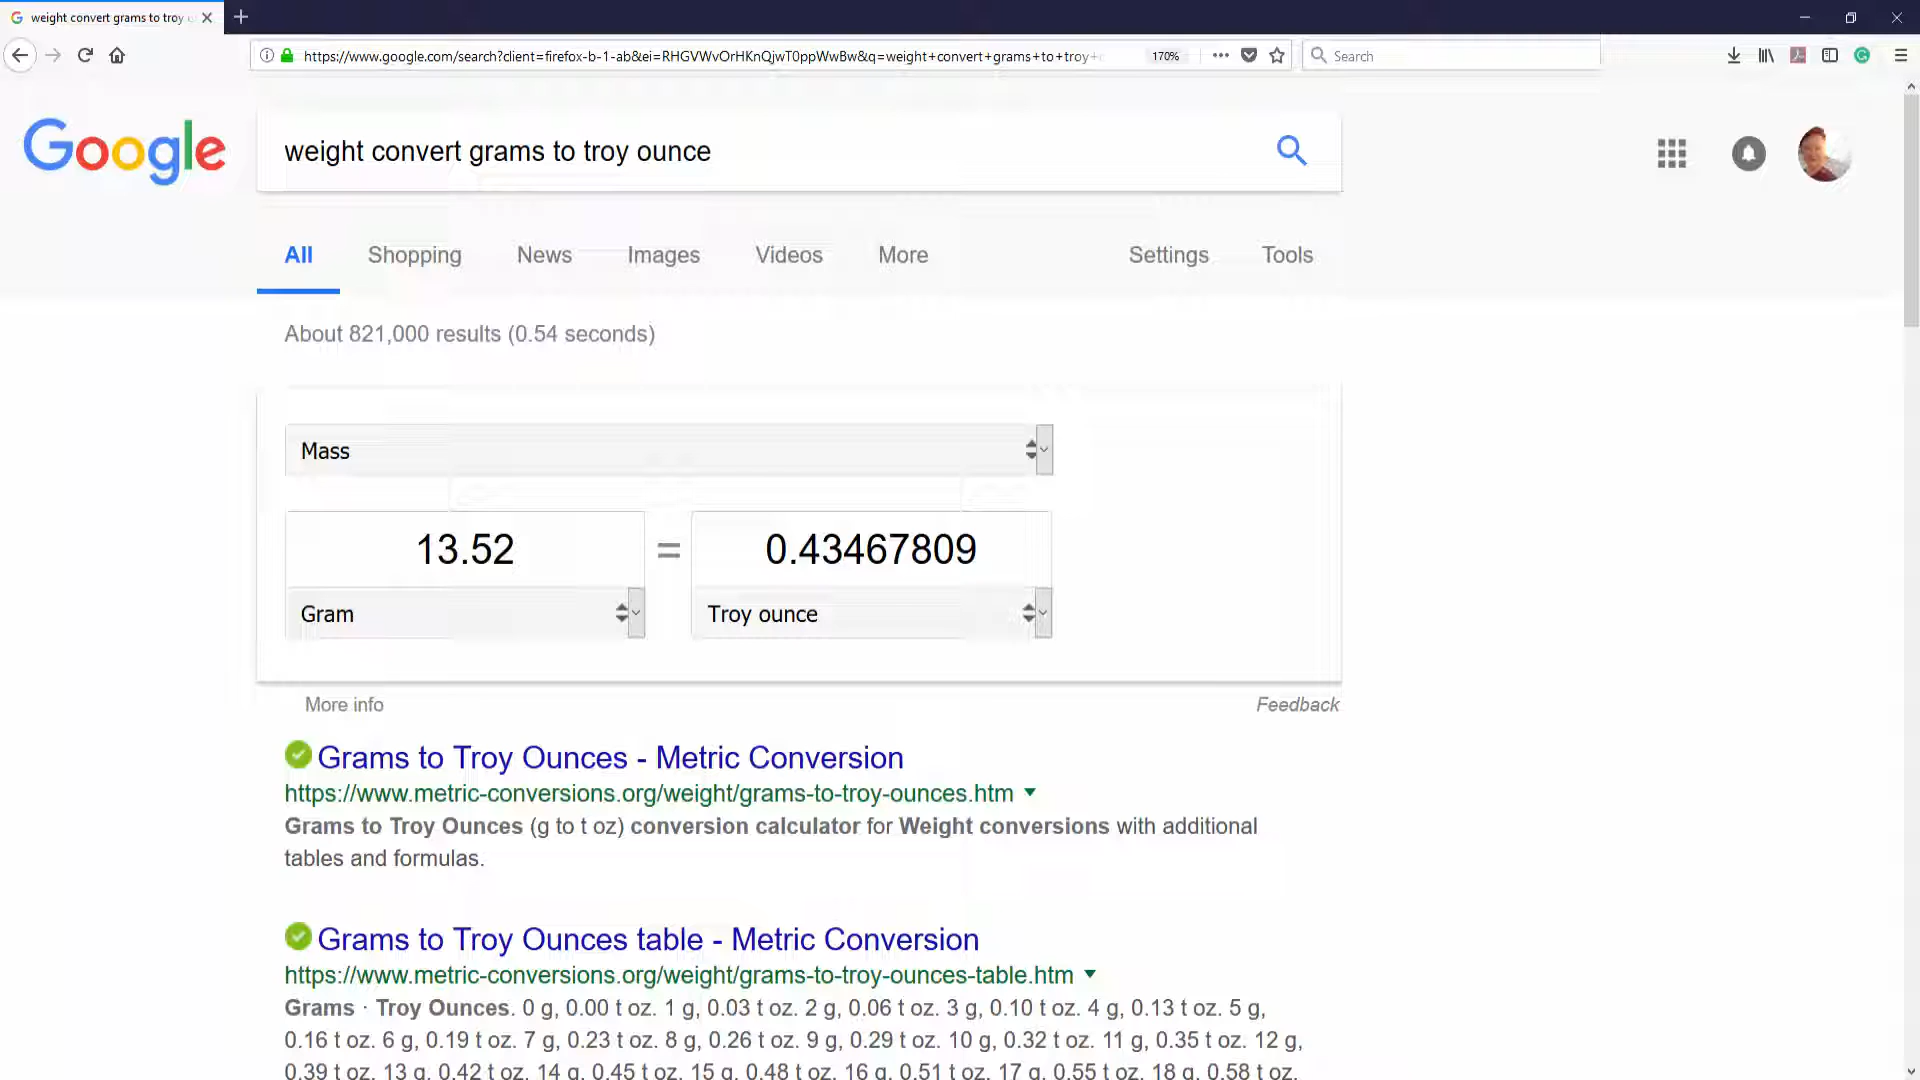 weight convert grams to troy o
https://www.google.com/search?client=firefox-b-1-ab&ei=RHGVWvOrHKnQjwT0ppWwBw&q=weight+convert+grams+to+troy+
170%
Search
Google
weight convert grams to troy ounce
All Shopping News Images Videos More Settings Tools
About 821,000 results (0.54 seconds)
Mass
13.52 = 0.43467809
Gram Troy ounce
More info Feedback
Grams to Troy Ounces - Metric Conversion
https://www.metric-conversions.org/weight/grams-to-troy-ounces.htm
Grams to Troy Ounces (g to t oz) conversion calculator for Weight conversions with additional
tables and formulas.
Grams to Troy Ounces table - Metric Conversion
https://www.metric-conversions.org/weight/grams-to-troy-ounces-table.htm
Grams · Troy Ounces. 0 g, 0.00 t oz. 1 g, 0.03 t oz. 2 g, 0.06 t oz. 3 g, 0.10 t oz. 4 g, 0.13 t oz. 5 g,
0.16 t oz. 6 g, 0.19 t oz. 7 g, 0.23 t oz. 8 g, 0.26 t oz. 9 g, 0.29 t oz. 10 g, 0.32 t oz. 11 g, 0.35 t oz. 12 g,
0.39 t oz. 13 g, 0.42 t oz. 14 g, 0.45 t oz. 15 g, 0.48 t oz. 16 g, 0.51 t oz. 17 g, 0.55 t oz. 18 g, 0.58 t oz.